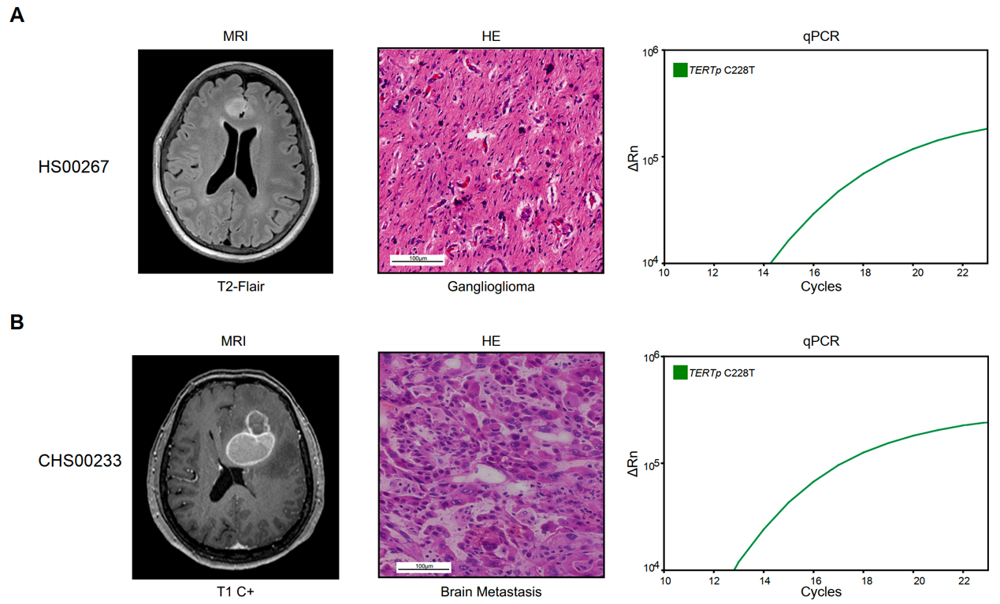 A
MRI
HE
qPCR
HS00267
100μm
10^6
TERTp C228T
10^5
ΔRn
10^4
10 12 14 16 18 20 22
T2-Flair
Ganglioglioma
Cycles
B
MRI
HE
qPCR
CHS00233
100μm
10^6
TERTp C228T
10^5
ΔRn
10^4
10 12 14 16 18 20 22
T1 C+
Brain Metastasis
Cycles